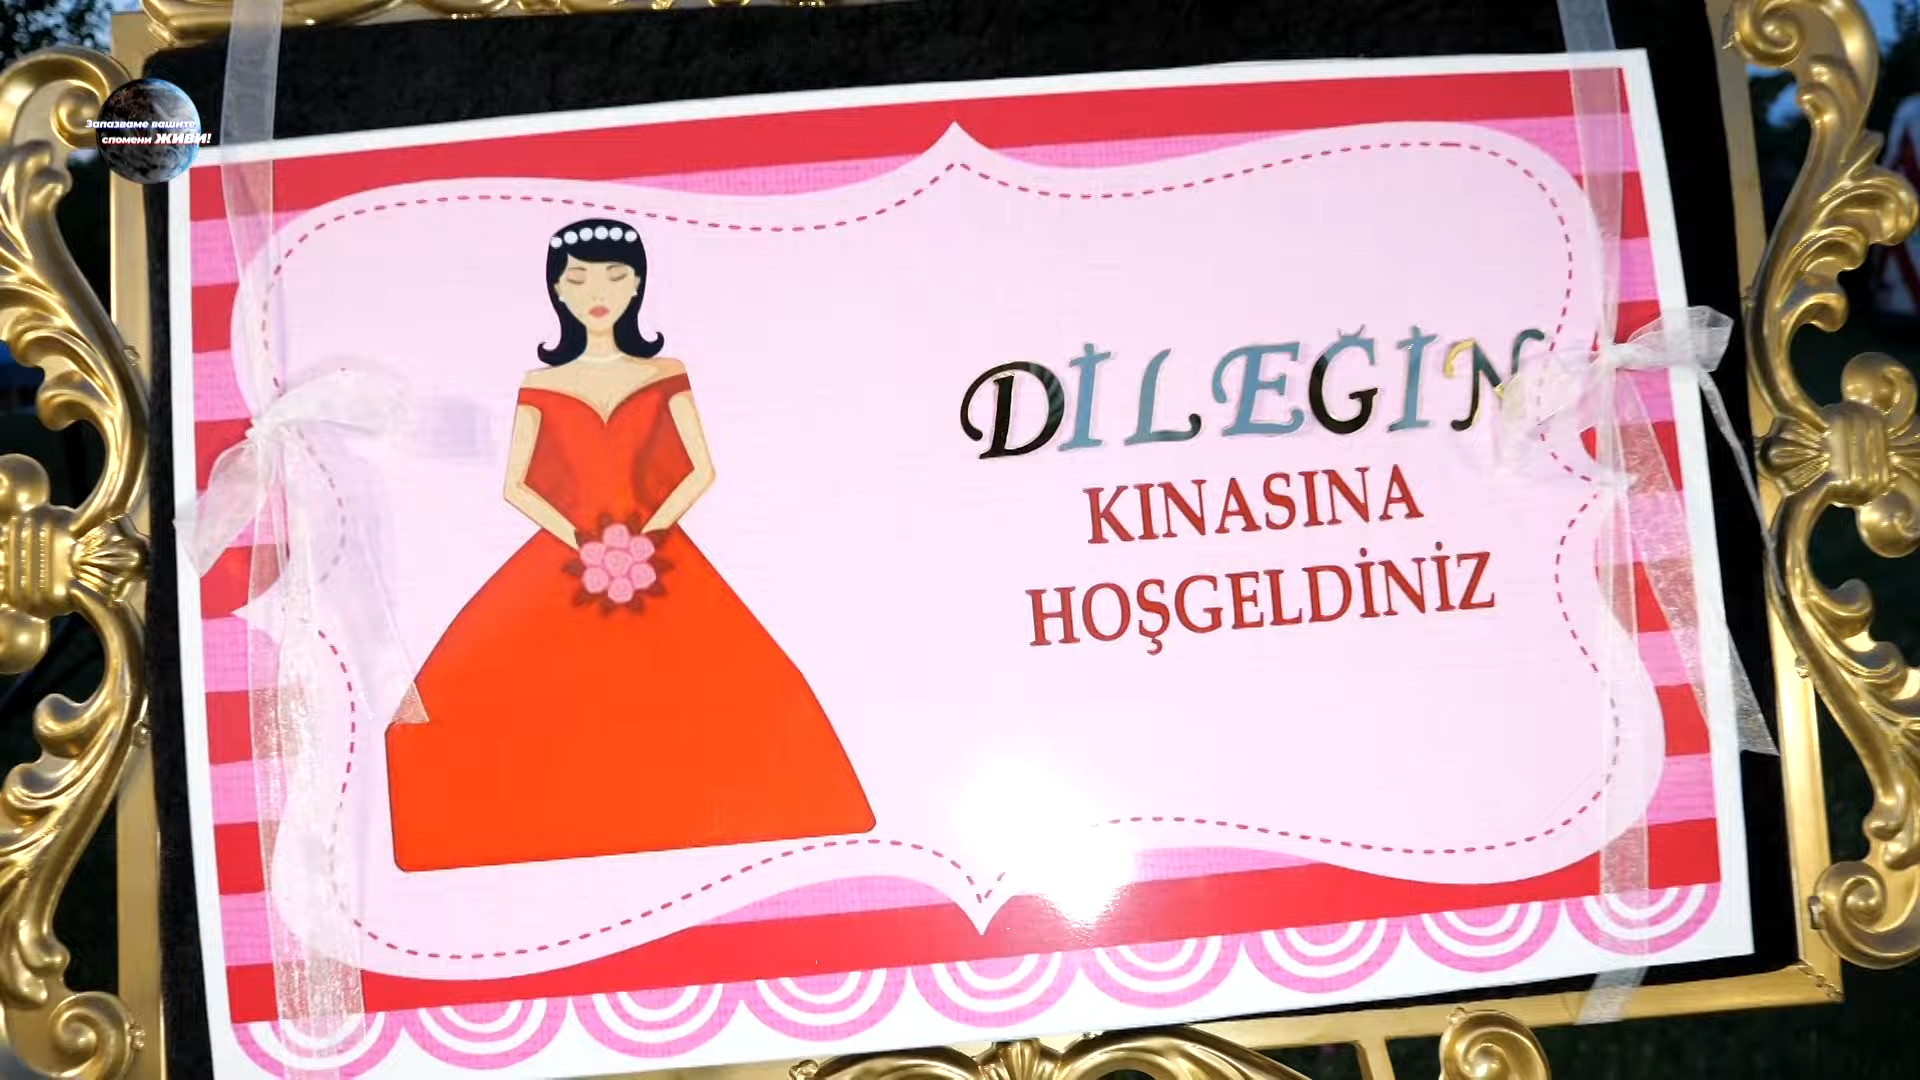 Запазваме вашите
спомени ЖИВИ!
DİLEĞİN
KINASINA
HOŞGELDİNİZ